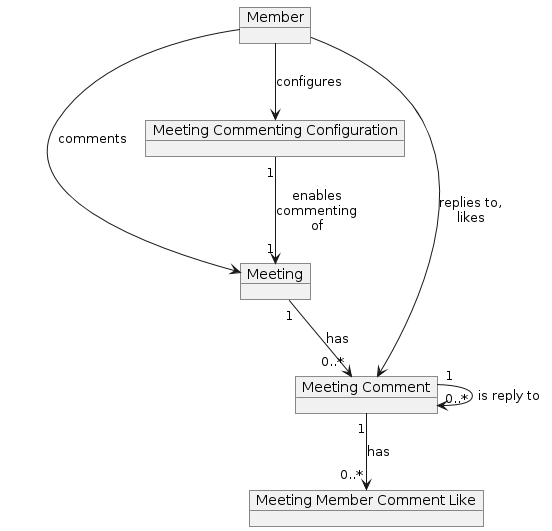 Member
configures
Meeting Commenting Configuration
comments
1
enables
commenting
of
replies to,
likes
1
Meeting
1
has
0..*
Meeting Comment
1
0..*
is reply to
1
has
0..*
Meeting Member Comment Like